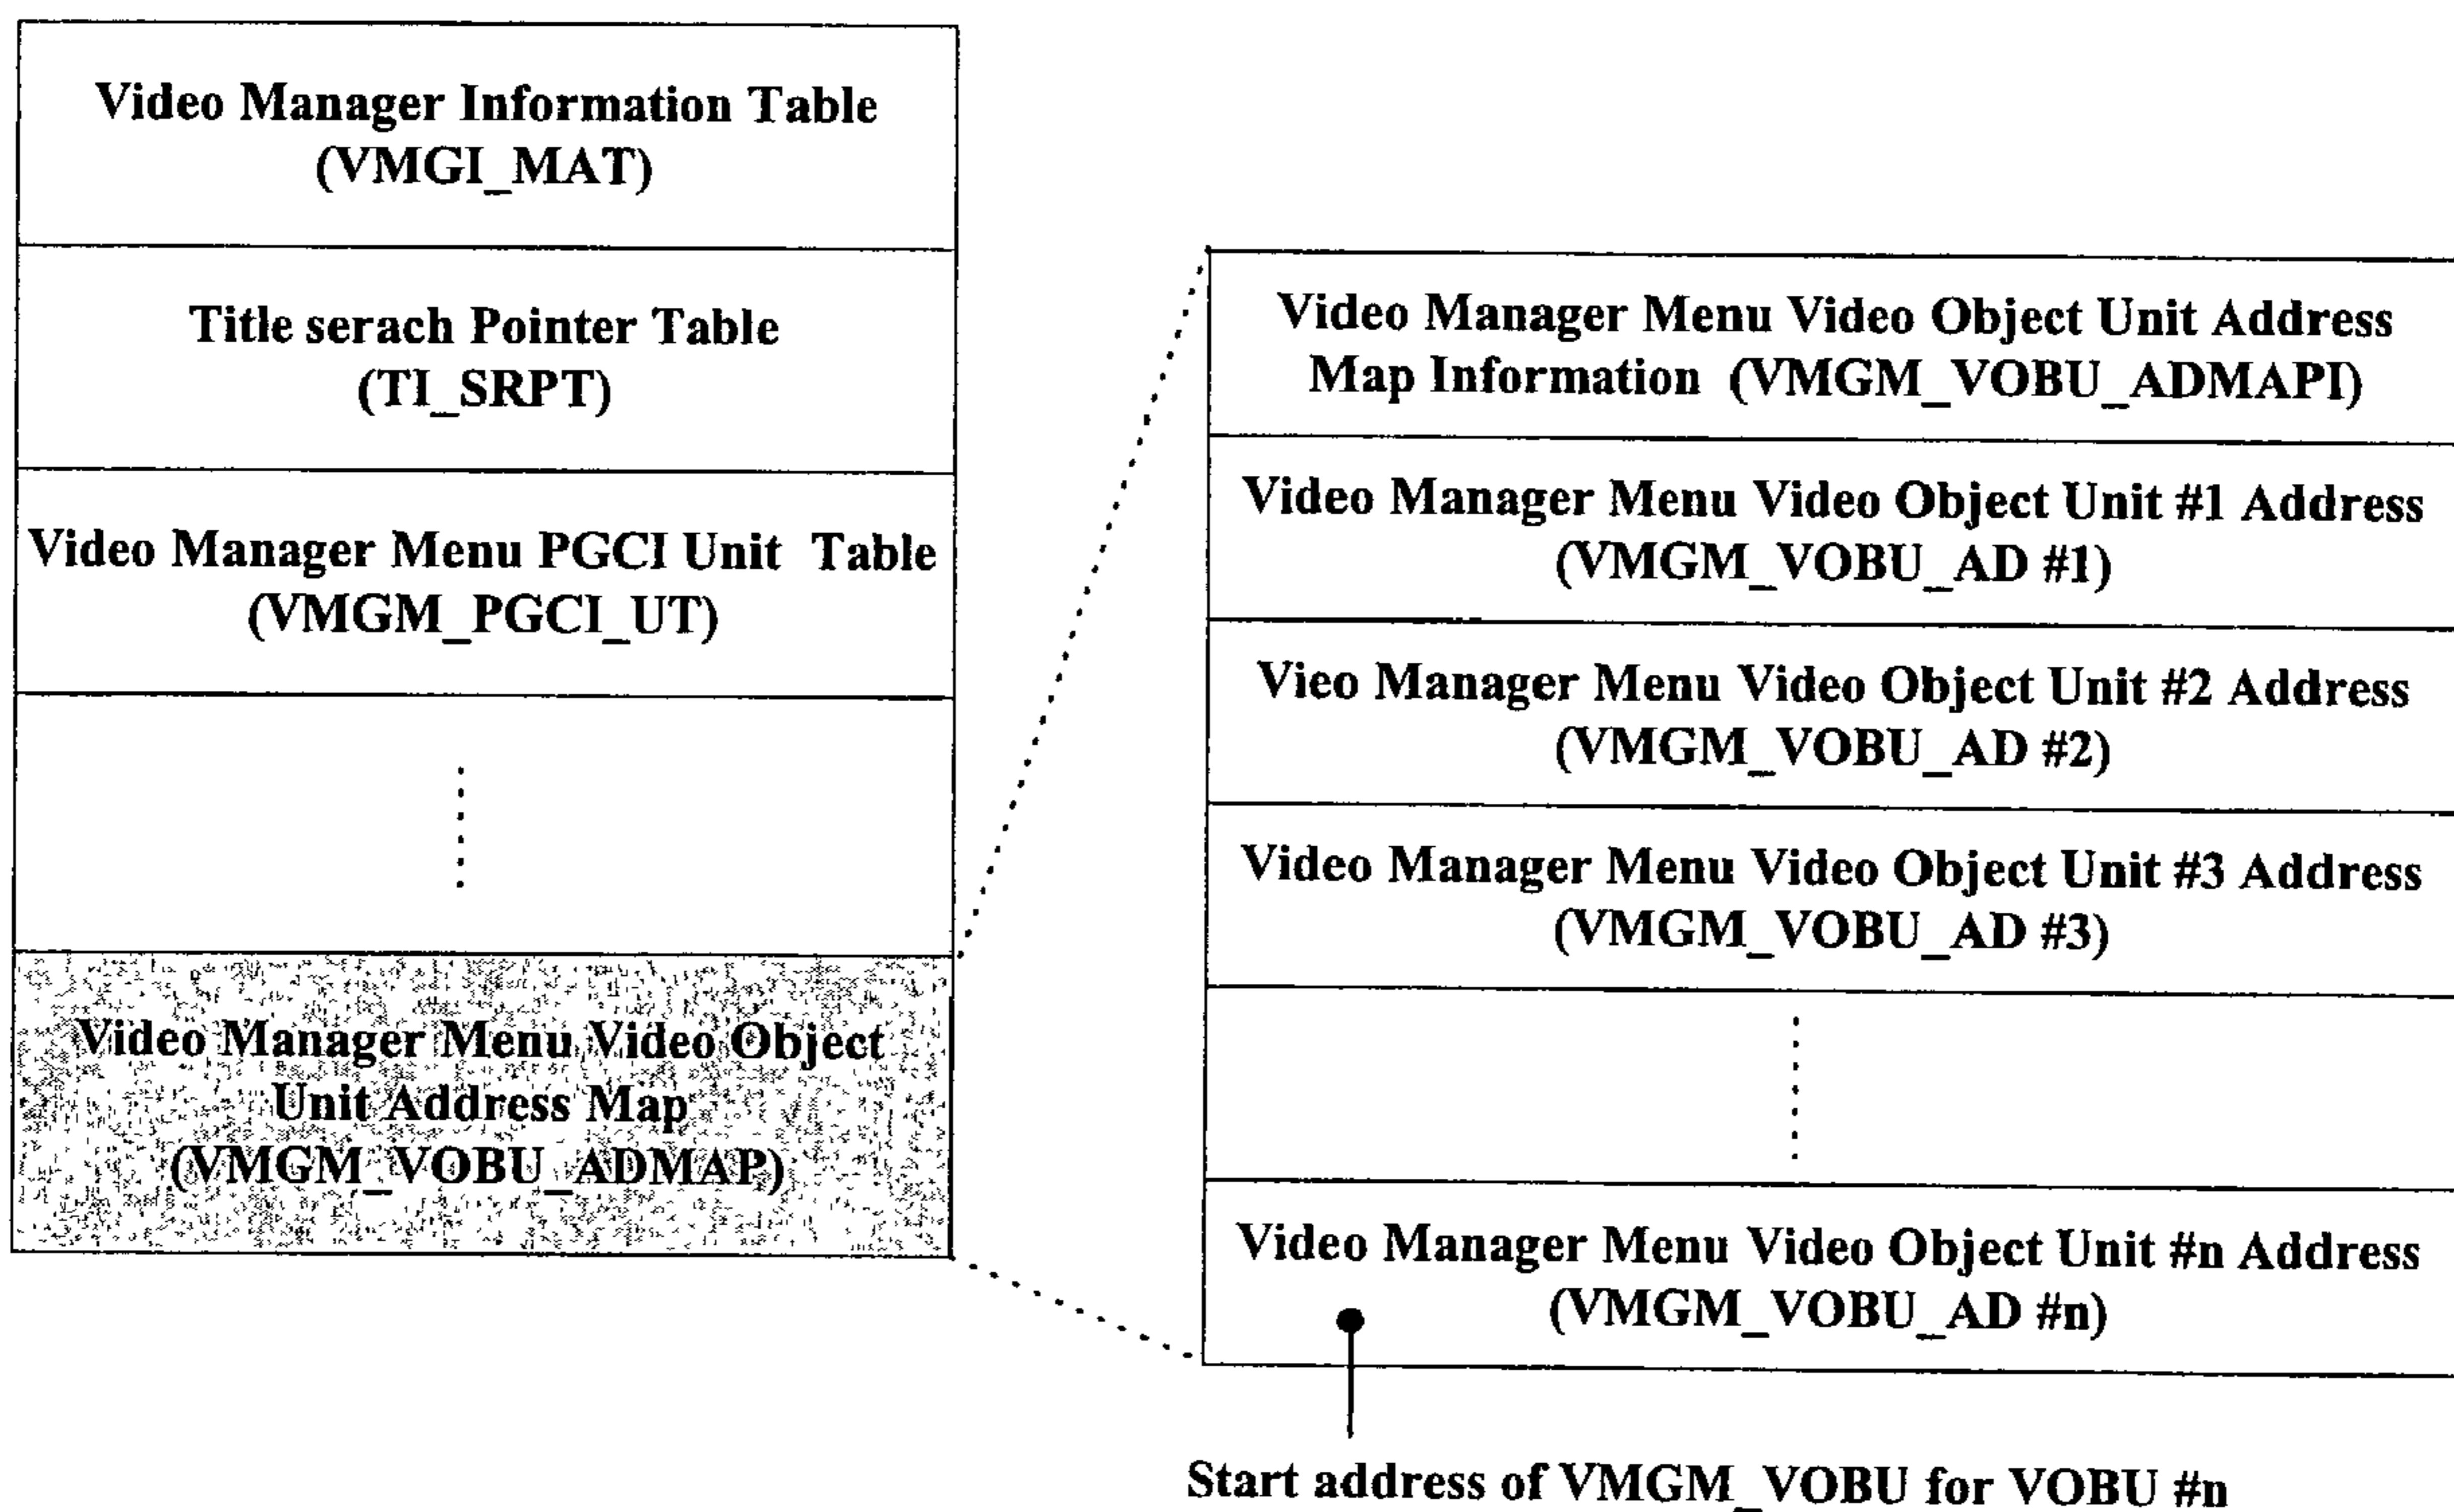 Video Manager Information Table
(VMGI_MAT)
Title serach Pointer Table
(TI_SRPT)
Video Manager Menu PGCI Unit Table
(VMGM_PGCI_UT)
Video Manager Menu Video Object
Unit Address Map
(VMGM_VOBU_ADMAP)
Video Manager Menu Video Object Unit Address
Map Information (VMGM_VOBU_ADMAPI)
Video Manager Menu Video Object Unit #1 Address
(VMGM_VOBU_AD #1)
Vieo Manager Menu Video Object Unit #2 Address
(VMGM_VOBU_AD #2)
Video Manager Menu Video Object Unit #3 Address
(VMGM_VOBU_AD #3)
Video Manager Menu Video Object Unit #n Address
(VMGM_VOBU_AD #n)
Start address of VMGM_VOBU for VOBU #n